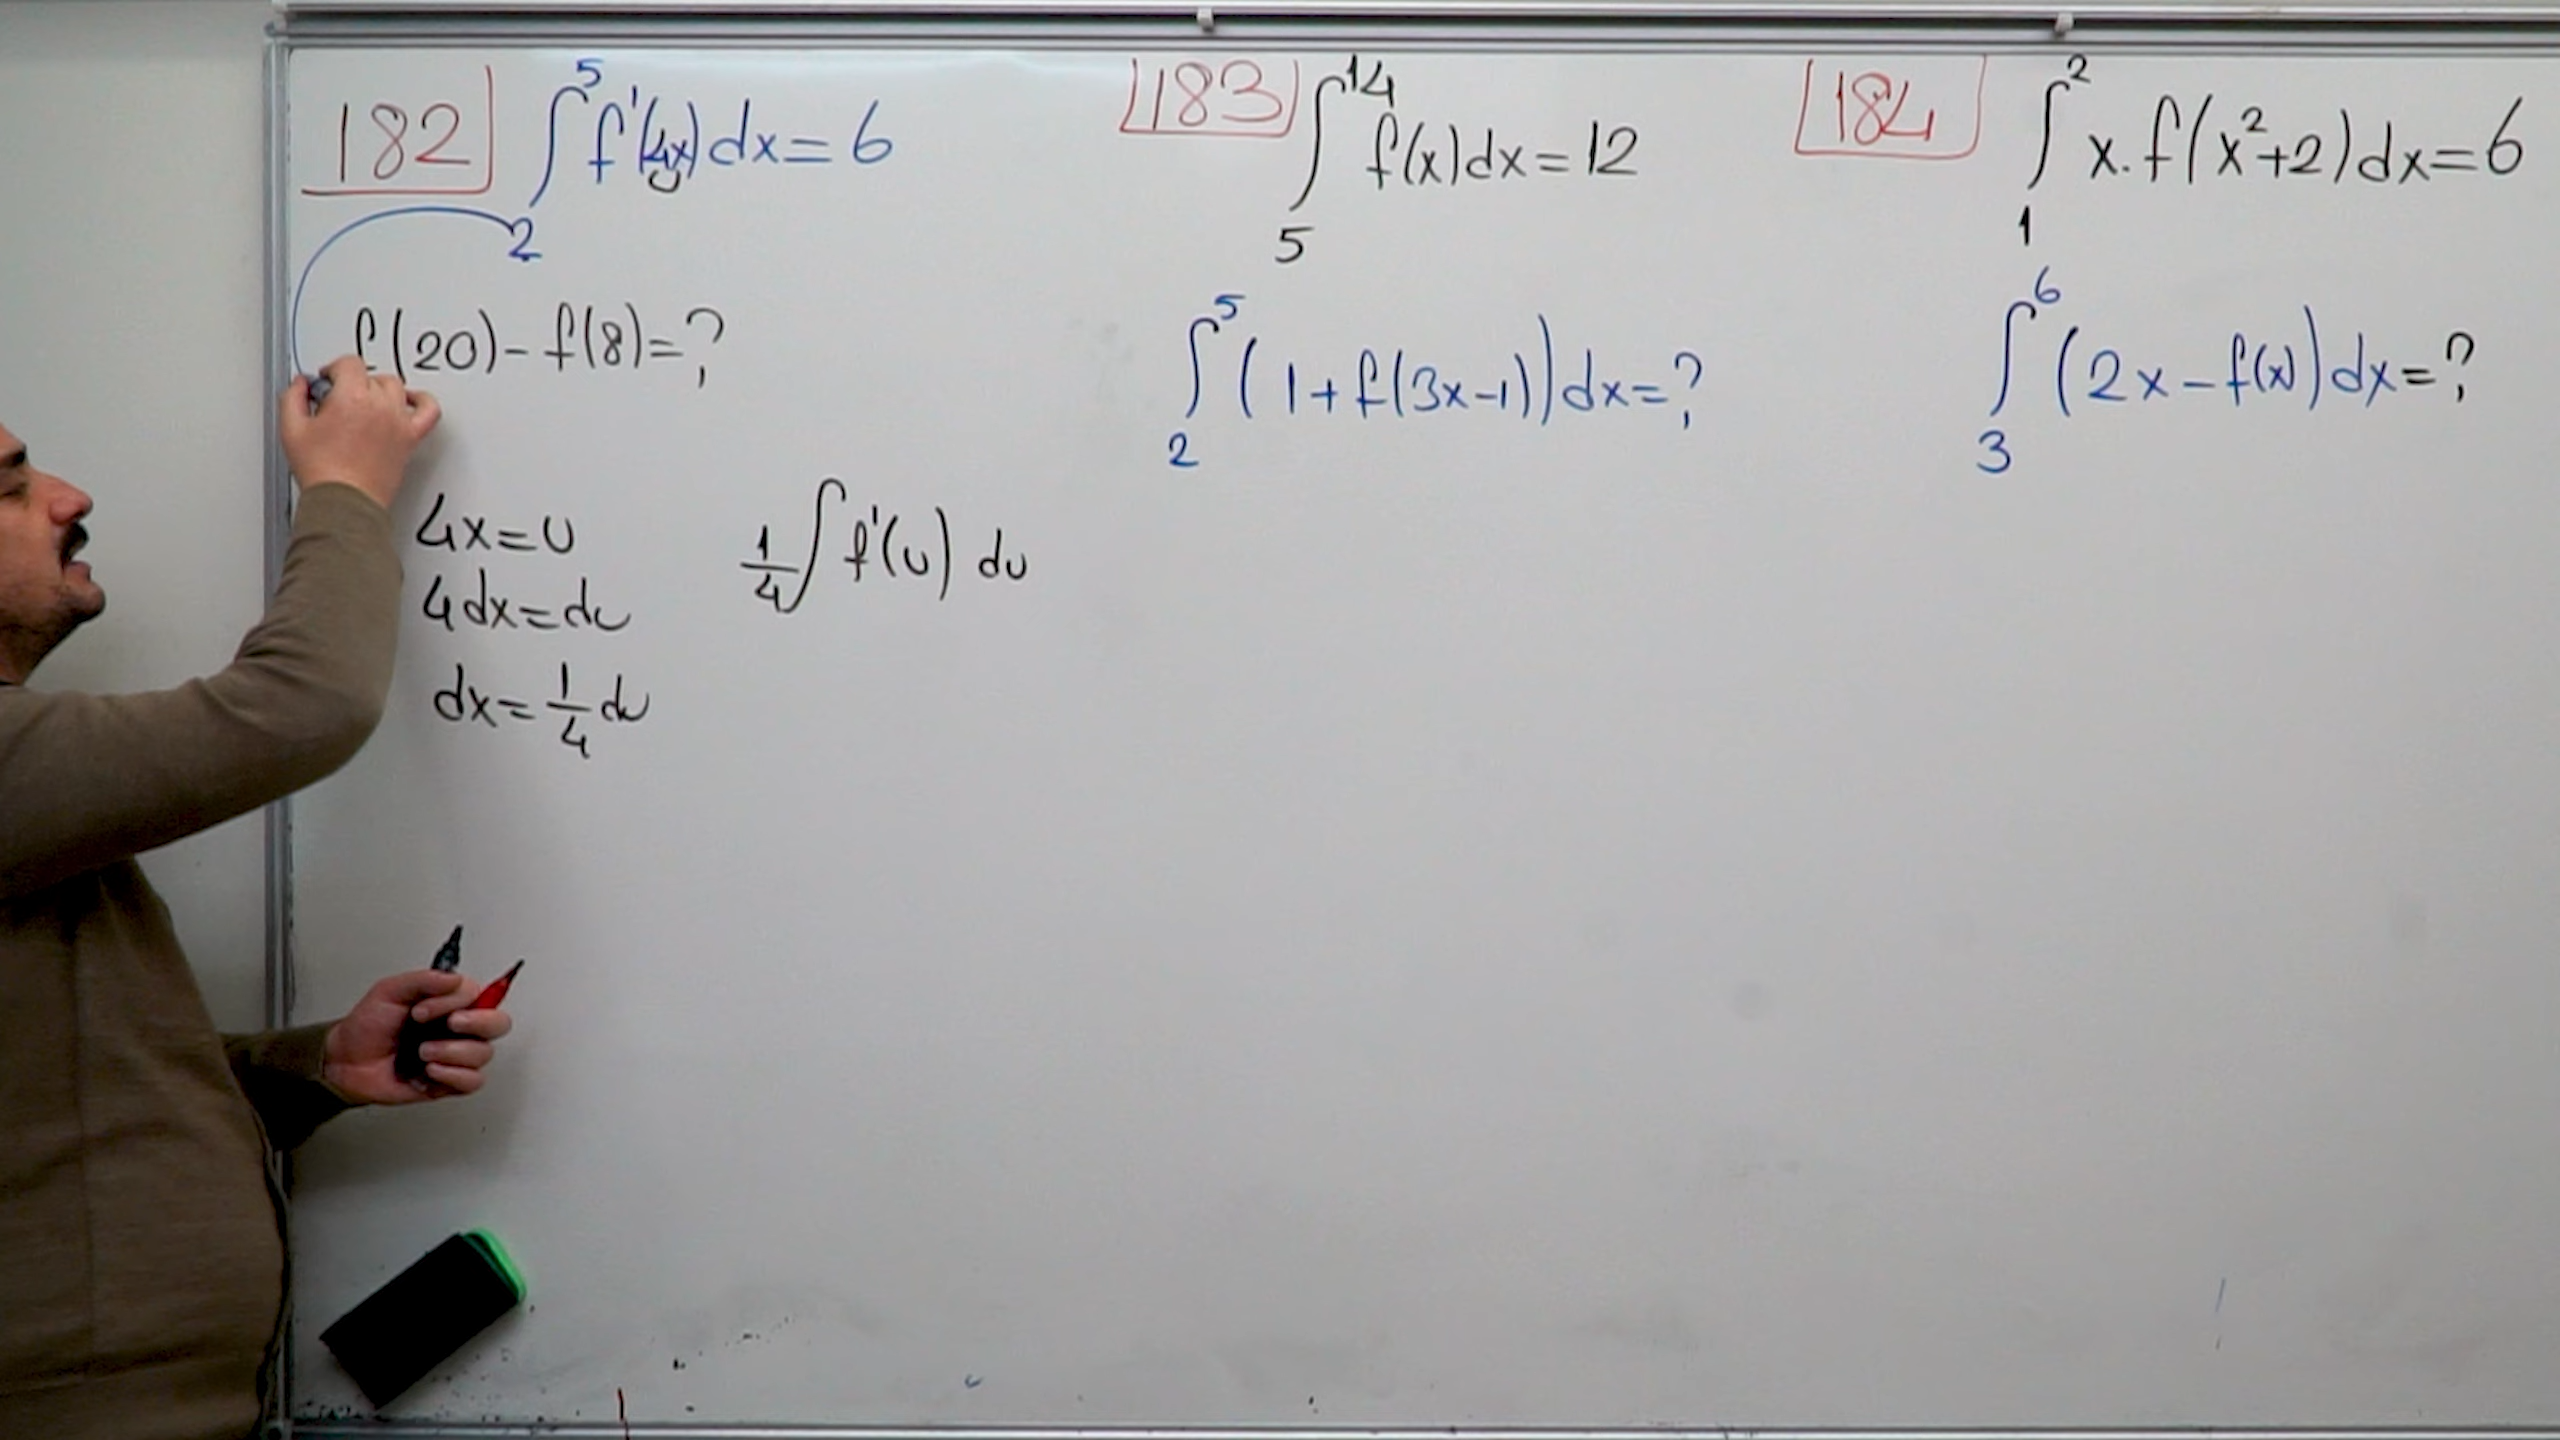 182 ∫₂⁵ f'(4x) dx = 6
f(20) - f(8) = ?
4x = u
4dx = du
dx = 1/4 du
1/4 ∫ f'(u) du
183 ∫₅¹⁴ f(x) dx = 12
∫₂⁵ (1 + f(3x-1)) dx = ?
184 ∫₁² x.f(x²+2) dx = 6
∫₃⁶ (2x - f(x)) dx = ?